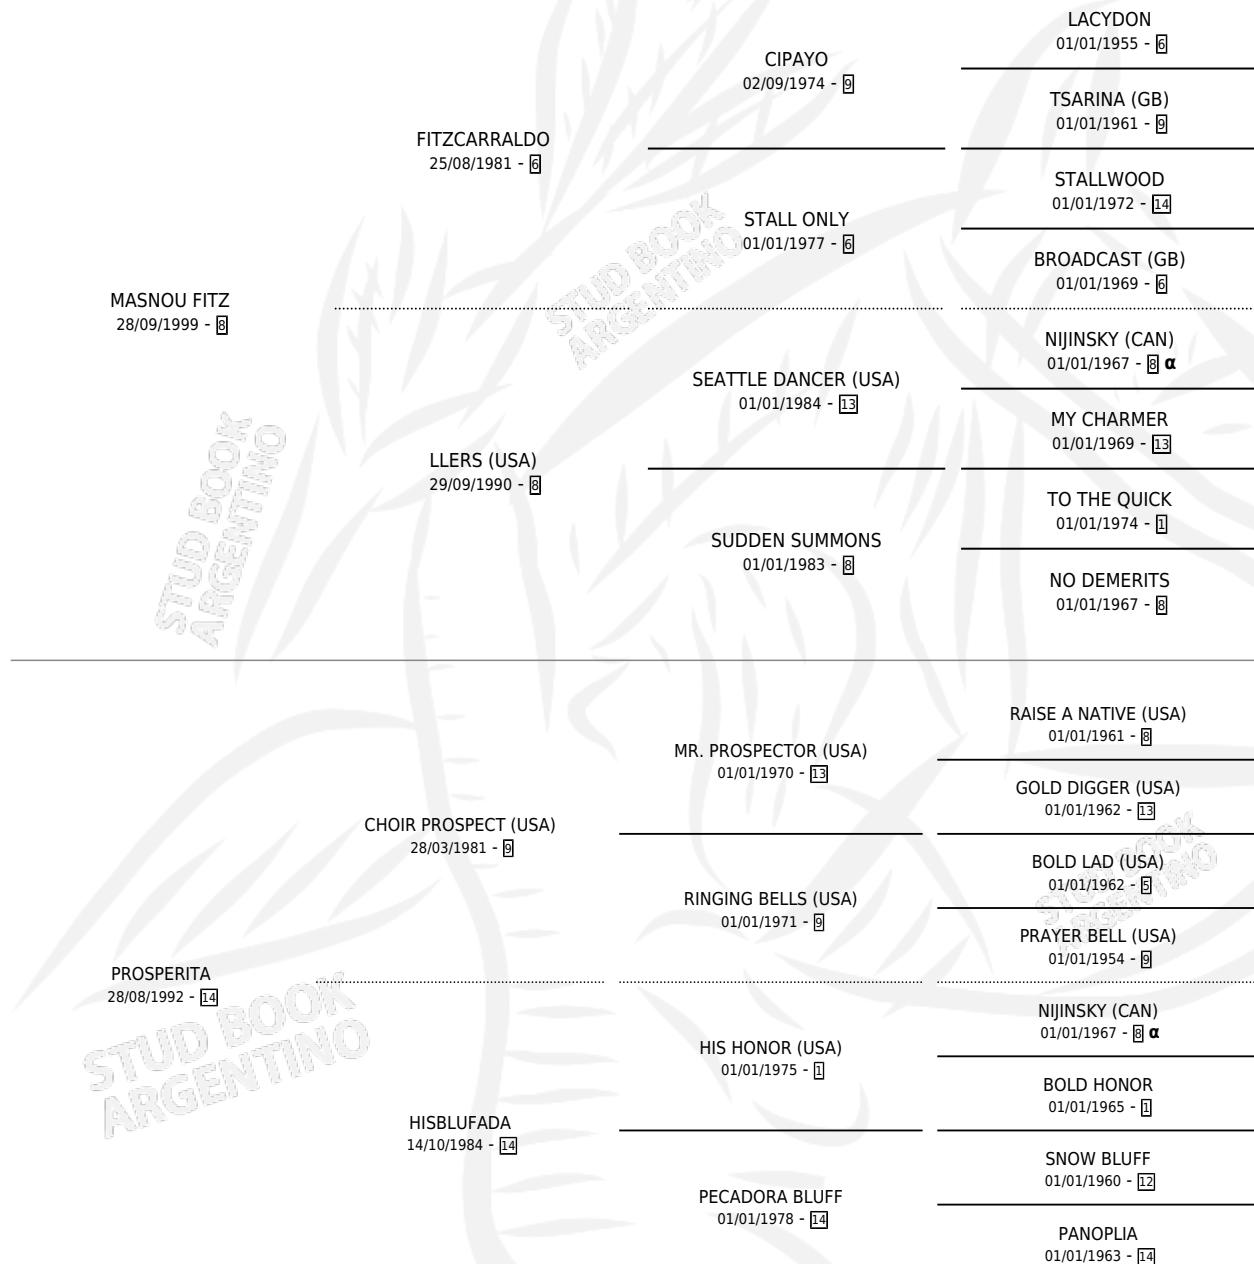 LACYDON
01/01/1955 - 6
CIPAYO
02/09/1974 - 9
TSARINA (GB)
01/01/1961 - 9
FITZCARRALDO
25/08/1981 - 6
STALLWOOD
01/01/1972 - 14
STALL ONLY
01/01/1977 - 6
BROADCAST (GB)
01/01/1969 - 6
STUD BOOK
ARGENTINO
MASNOU FITZ
28/09/1999 - 8
NIJINSKY (CAN)
01/01/1967 - 8 α
SEATTLE DANCER (USA)
01/01/1984 - 13
MY CHARMER
01/01/1969 - 13
LLERS (USA)
29/09/1990 - 8
TO THE QUICK
01/01/1974 - 1
SUDDEN SUMMONS
01/01/1983 - 8
NO DEMERITS
01/01/1967 - 8
STUD BOOK
ARGENTINO
RAISE A NATIVE (USA)
01/01/1961 - 8
MR. PROSPECTOR (USA)
01/01/1970 - 13
GOLD DIGGER (USA)
01/01/1962 - 13
CHOIR PROSPECT (USA)
28/03/1981 - 9
BOLD LAD (USA)
01/01/1962 - 5
RINGING BELLS (USA)
01/01/1971 - 9
PRAYER BELL (USA)
01/01/1954 - 9
STUD BOOK
ARGENTINO
PROSPERITA
28/08/1992 - 14
NIJINSKY (CAN)
01/01/1967 - 8 α
HIS HONOR (USA)
01/01/1975 - 1
BOLD HONOR
01/01/1965 - 1
STUD BOOK
ARGENTINO
HISBLUFADA
14/10/1984 - 14
SNOW BLUFF
01/01/1960 - 12
PECADORA BLUFF
01/01/1978 - 14
PANOPLIA
01/01/1963 - 14